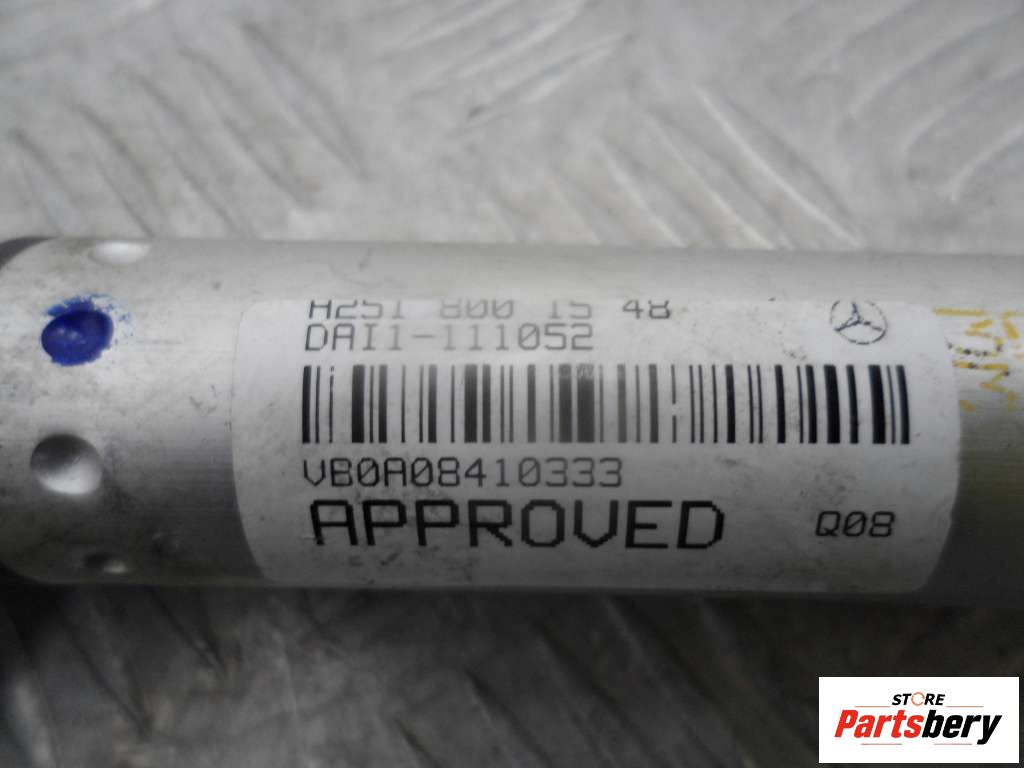 A251 800 15 48
DAI1-111052
VB0A08410333
APPROVED Q08
STORE
Partsbery